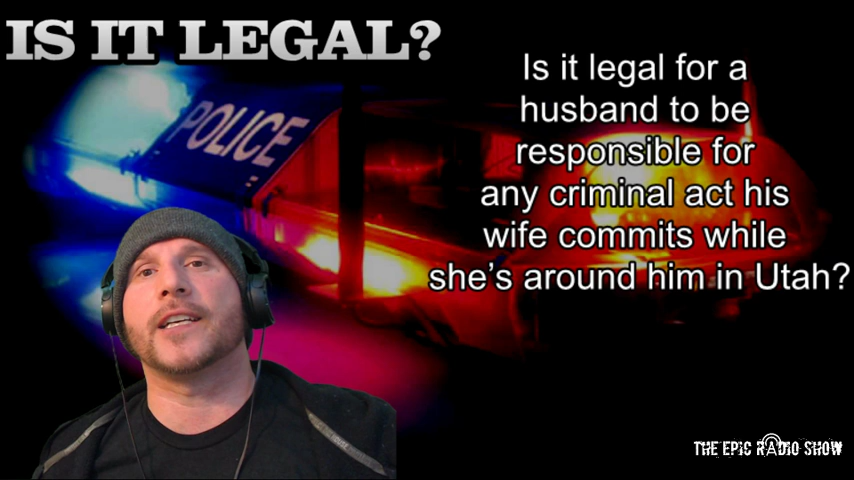 IS IT LEGAL?
Is it legal for a
husband to be
responsible for
any criminal act his
wife commits while
she's around him in Utah?
POLICE
THE EPIC RADIO SHOW